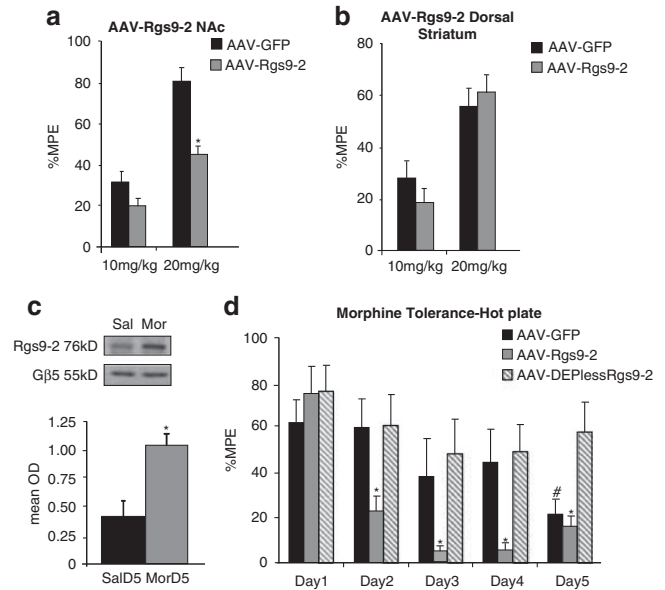 a
AAV-Rgs9-2 NAc
AAV-GFP
AAV-Rgs9-2
100
80
60
40
20
0
%MPE
*
10mg/kg 20mg/kg
b
AAV-Rgs9-2 Dorsal
Striatum
AAV-GFP
AAV-Rgs9-2
80
60
40
20
0
%MPE
10mg/kg 20mg/kg
c
Sal Mor
Rgs9-2 76kD
Gβ5 55kD
1.25
1.00
0.75
0.50
0.25
0
mean OD
*
SalD5 MorD5
d
Morphine Tolerance-Hot plate
AAV-GFP
AAV-Rgs9-2
AAV-DEPlessRgs9-2
100
80
60
40
20
0
%MPE
*
*
*
#
*
Day1 Day2 Day3 Day4 Day5